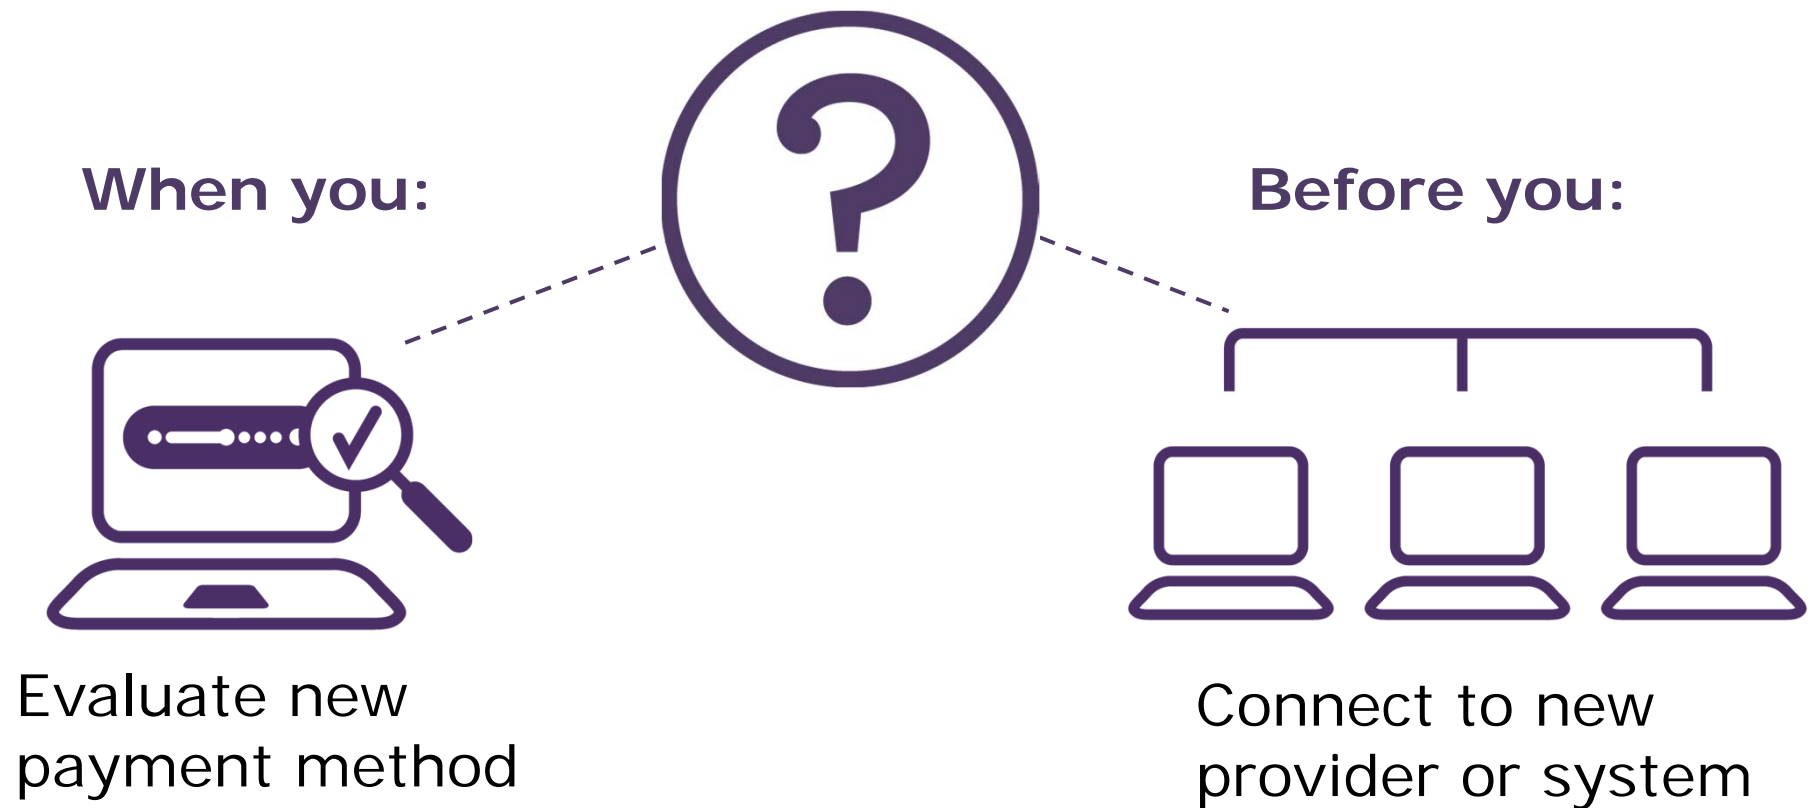 ?
When you:
Before you:
Evaluate new
payment method
Connect to new
provider or system